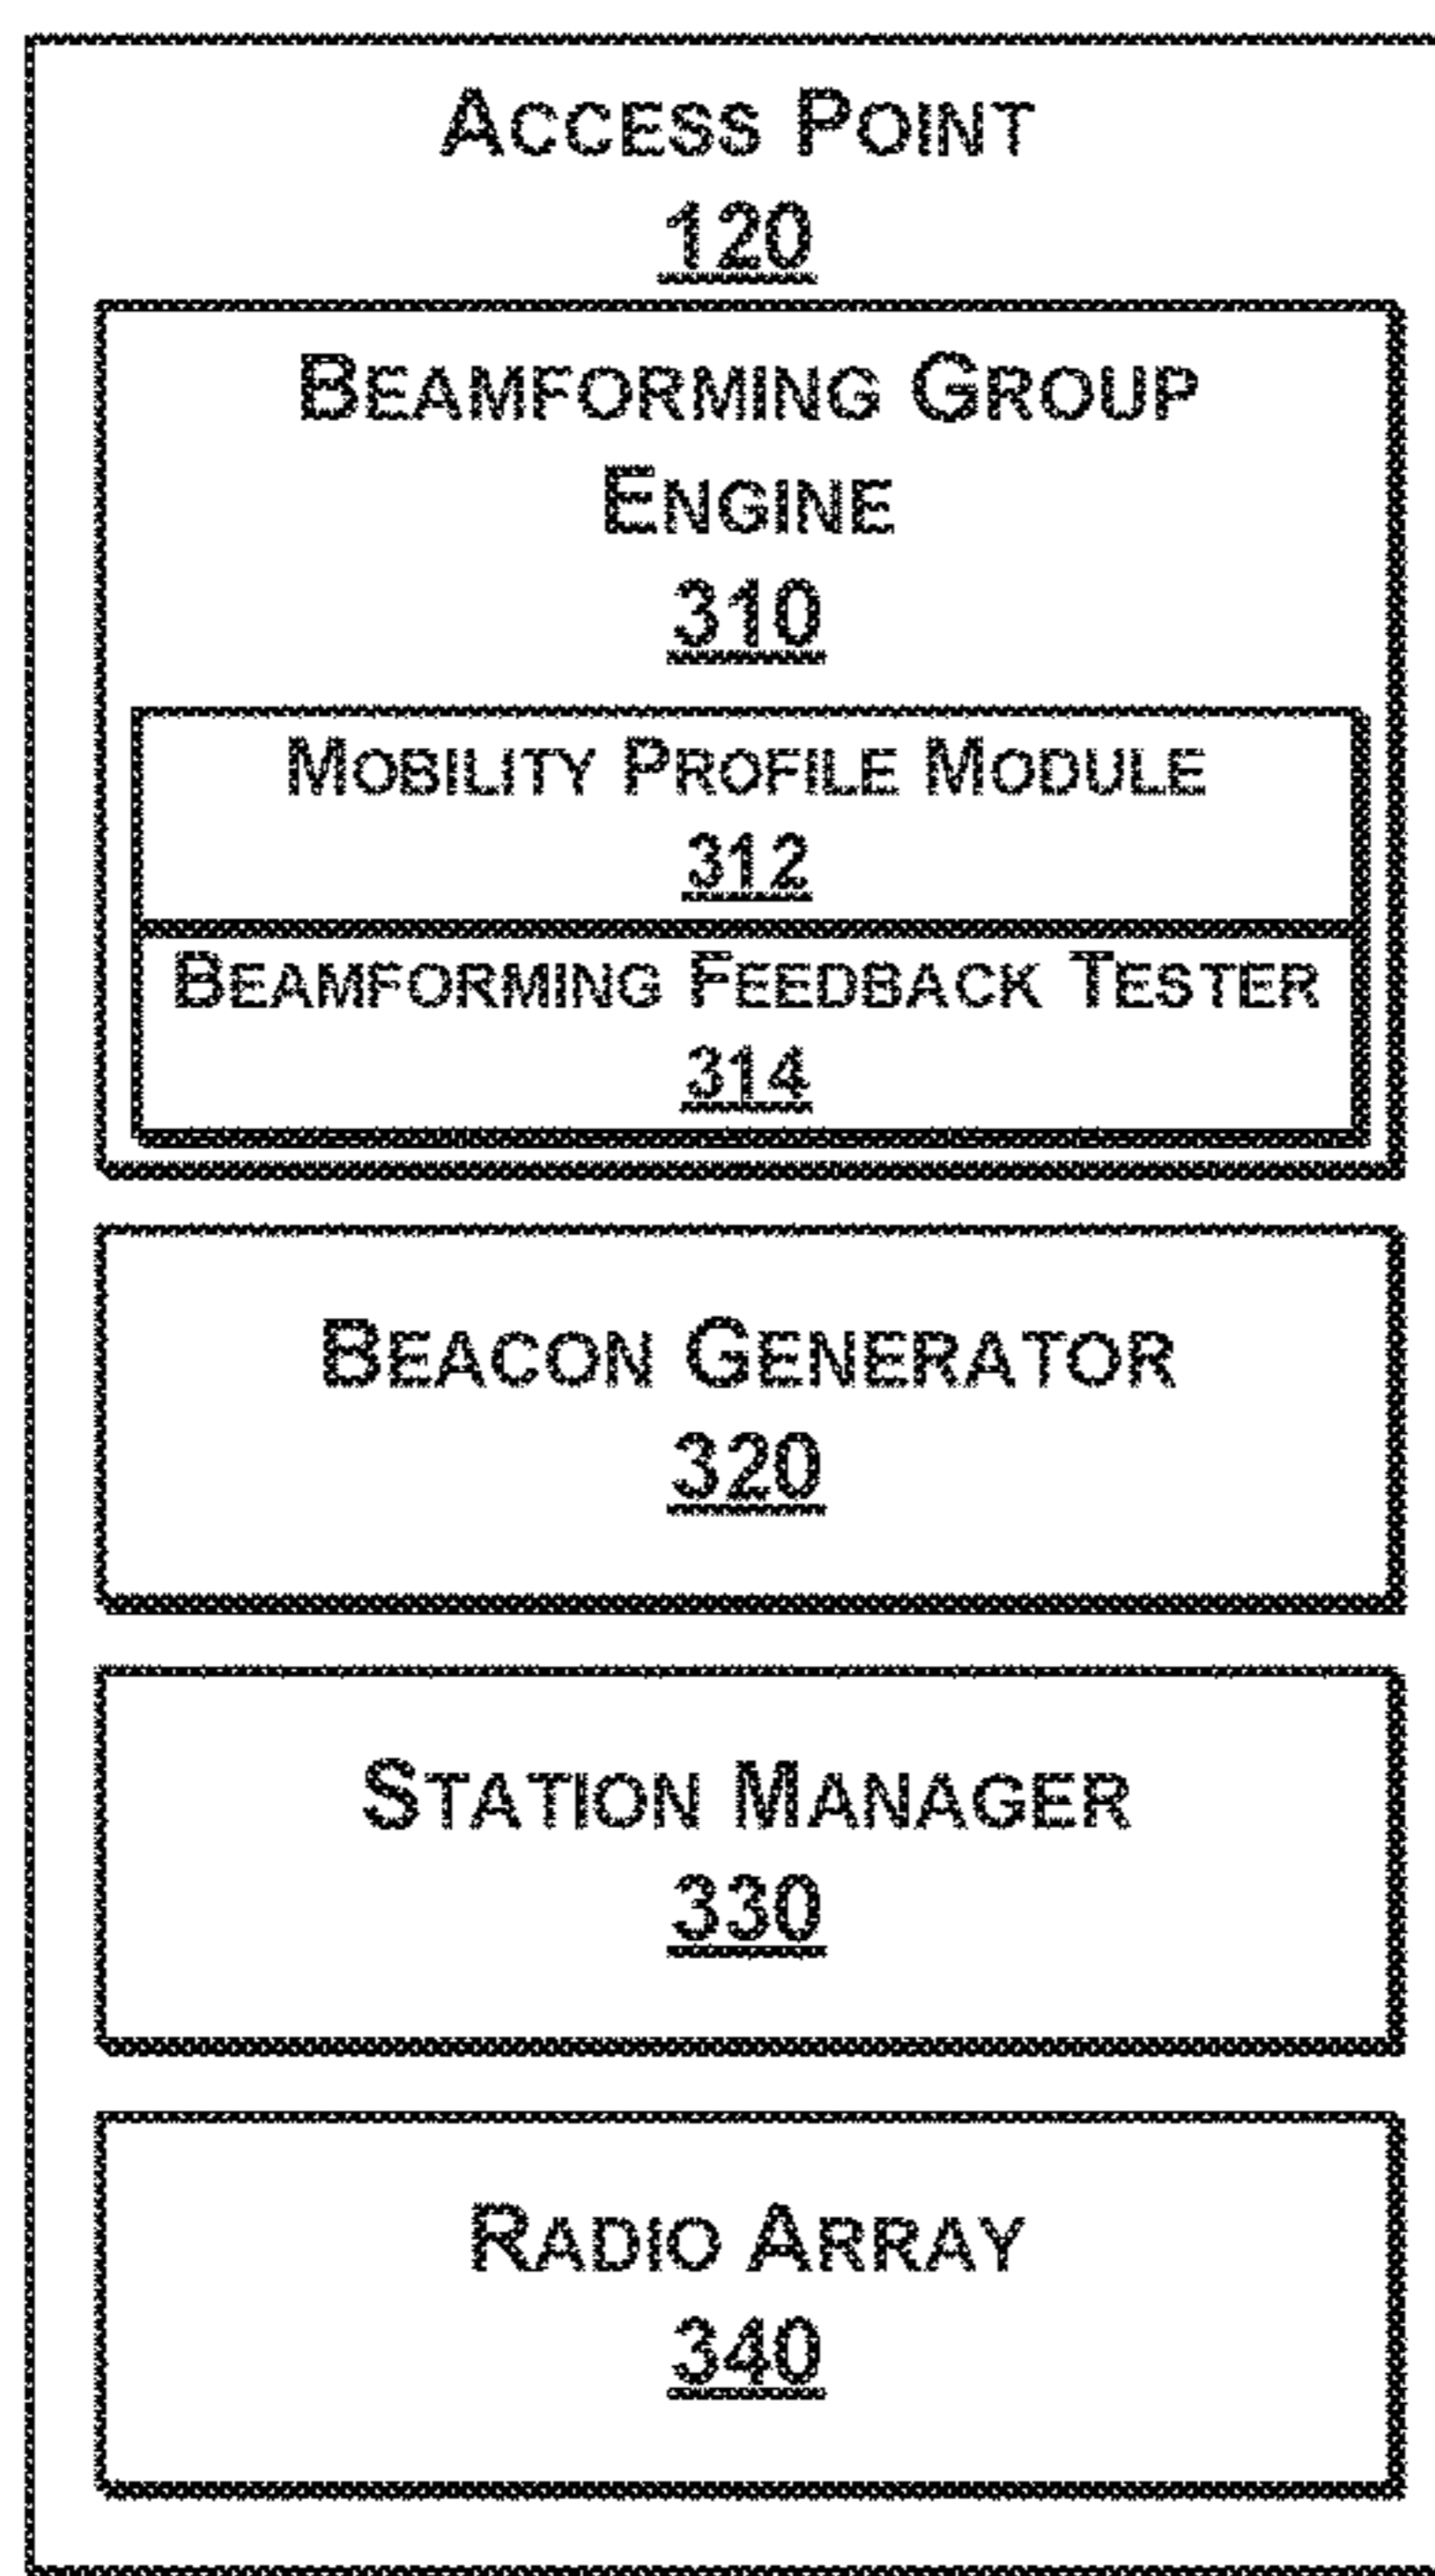 ACCESS POINT
120
BEAMFORMING GROUP
ENGINE
310
MOBILITY PROFILE MODULE
312
BEAMFORMING FEEDBACK TESTER
314
BEACON GENERATOR
320
STATION MANAGER
330
RADIO ARRAY
340